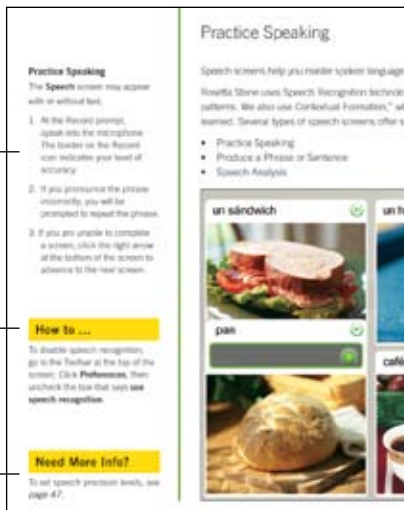 Practice Speaking
The Speech screen may appear
with or without text.
1. At the Record prompt,
speak into the microphone.
The border on the Record
icon indicates your level of
accuracy.
2. If you pronounce the phrase
incorrectly, you will be
prompted to repeat the phrase.
3. If you are unable to complete
a screen, click the right arrow
at the bottom of the screen to
advance to the next screen.
How to ...
To disable speech recognition,
go to the Toolbar at the top of the
screen. Click Preferences, then
uncheck the box that says use
speech recognition.
Need More Info?
To set speech precision levels, see
page 47.
Practice Speaking
Speech screens help you master spoken language
Rosetta Stone uses Speech Recognition
patterns. We also use Contextual Formation,
learned. Several types of speech screens offer
• Practice Speaking
• Produce a Phrase or Sentence
• Speech Analysis
un sándwich
un
pan
café